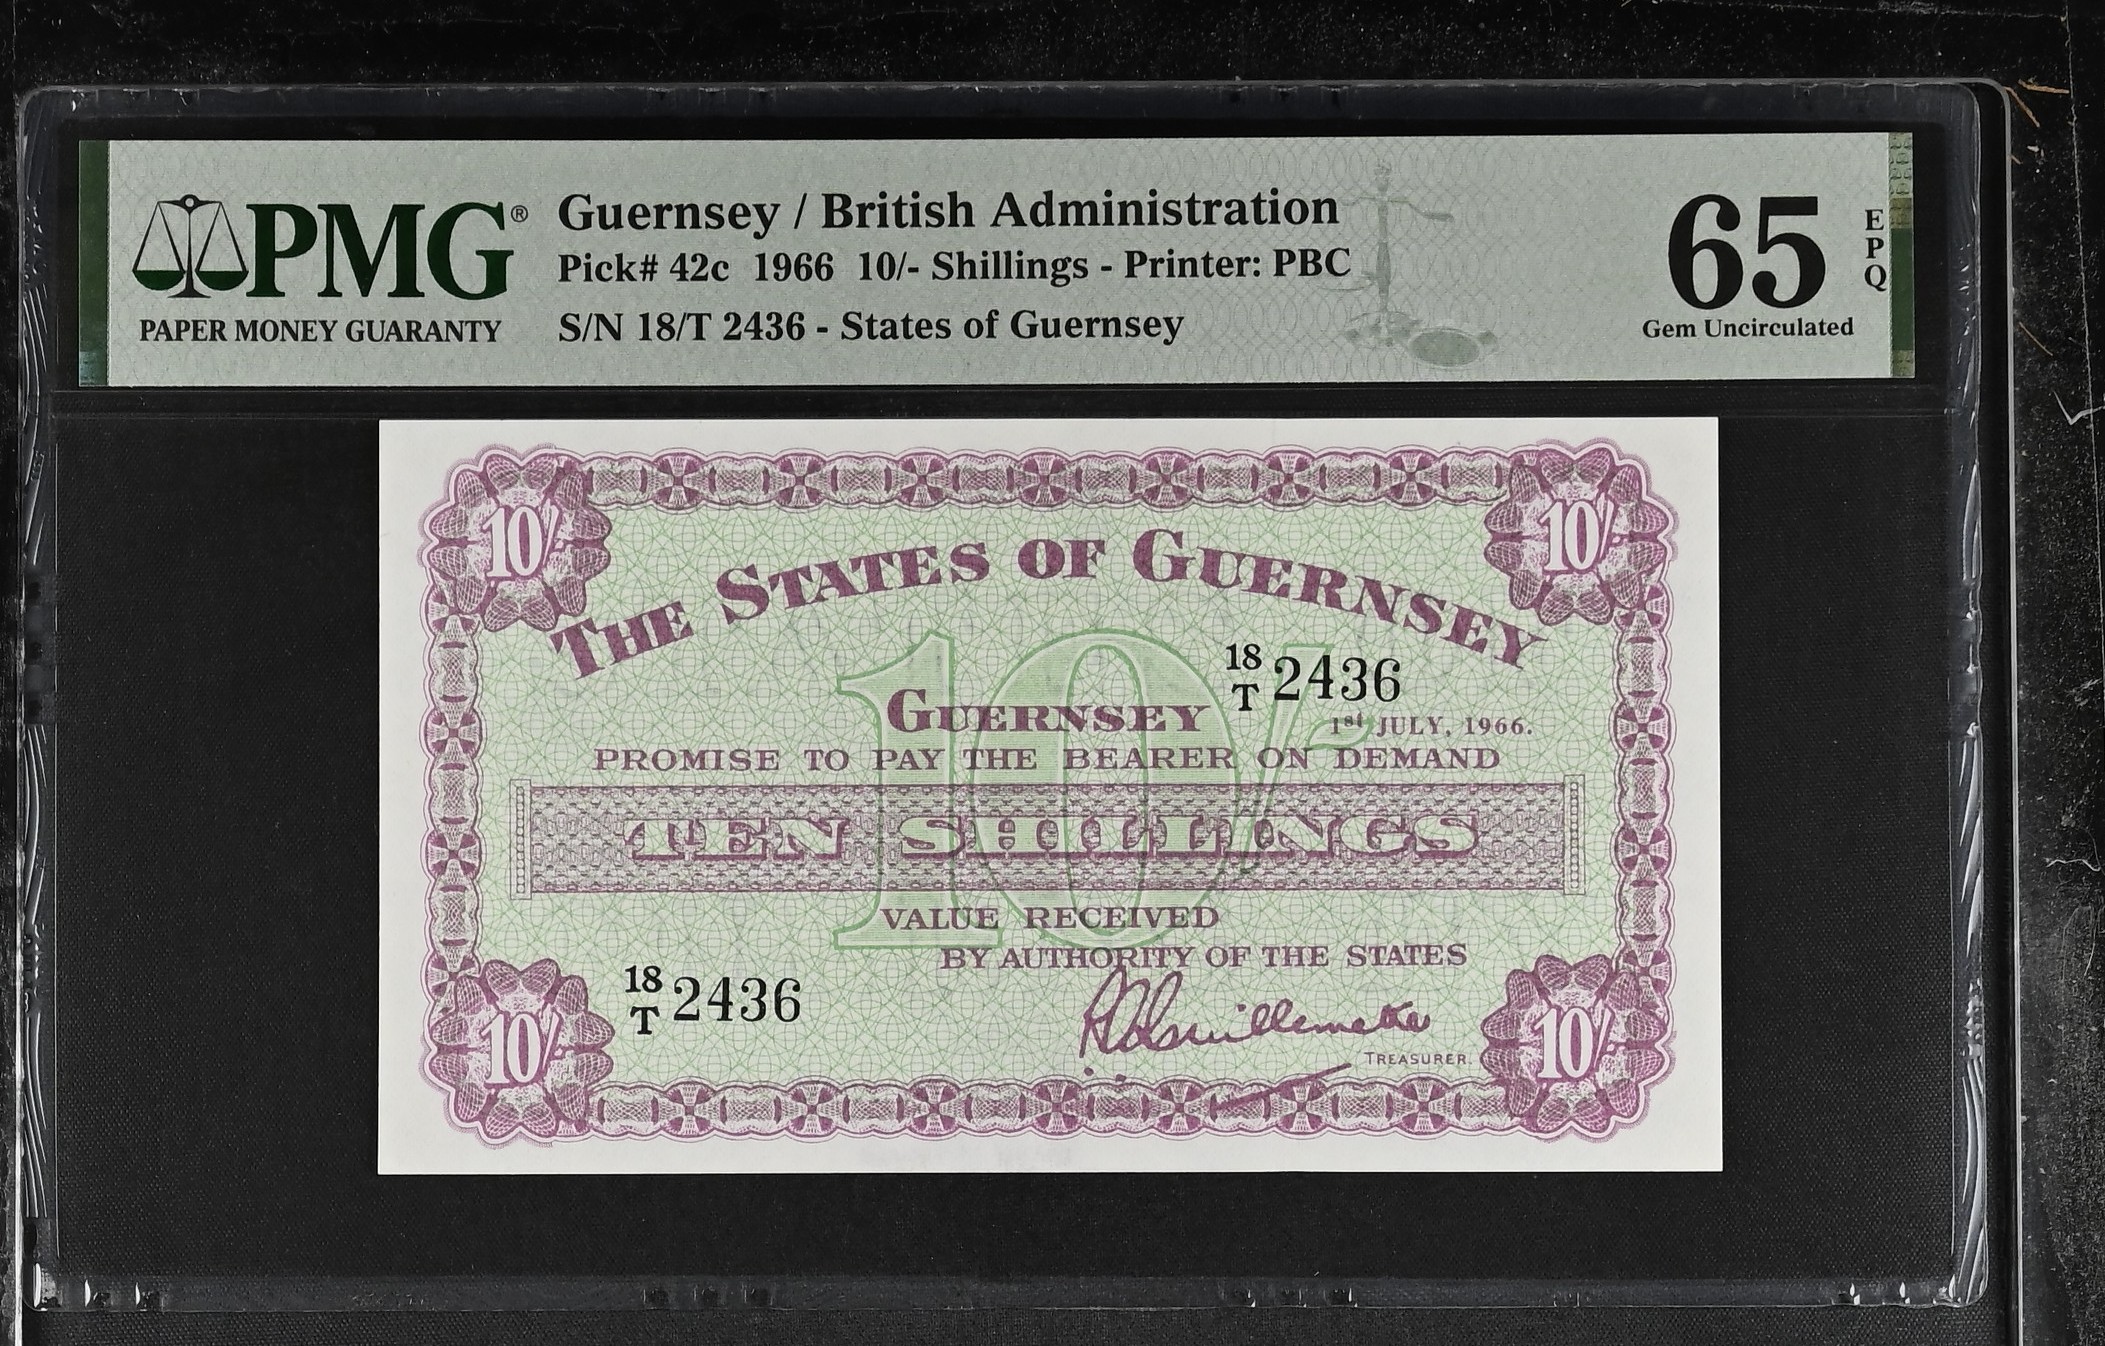 PMG®
PAPER MONEY GUARANTY
Guernsey / British Administration
Pick# 42c 1966 10/- Shillings - Printer: PBC
S/N 18/T 2436 - States of Guernsey
65
EPQ
Gem Uncirculated
10/-
10/-
THE STATES OF GUERNSEY
10/-
18/T 2436
GUERNSEY
1st JULY, 1966.
PROMISE TO PAY THE BEARER ON DEMAND
TEN SHILLINGS
VALUE RECEIVED
BY AUTHORITY OF THE STATES
18/T 2436
TREASURER.
10/-
10/-